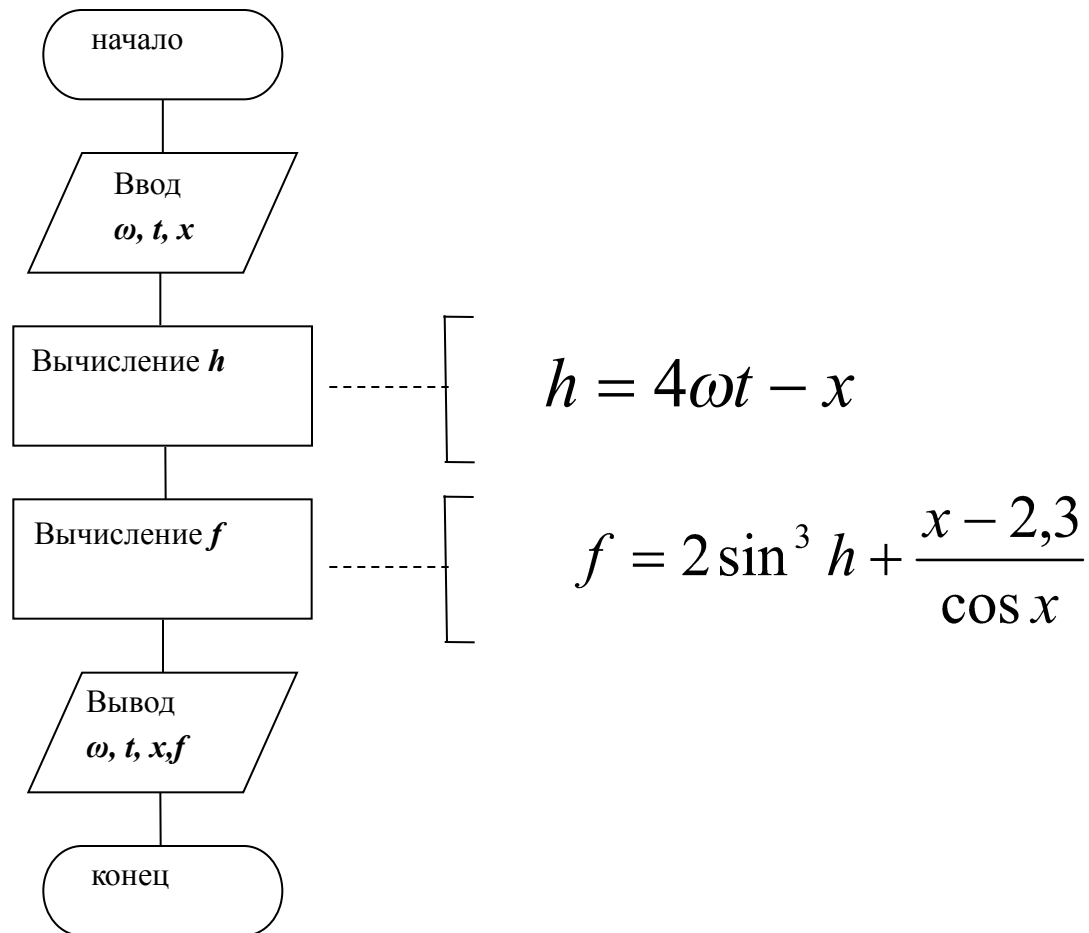 начало
Ввод
ω, t, x
Вычисление h
h = 4ωt − x
Вычисление f
f = 2 sin³ h + (x − 2,3) / cos x
Вывод
ω, t, x,f
конец